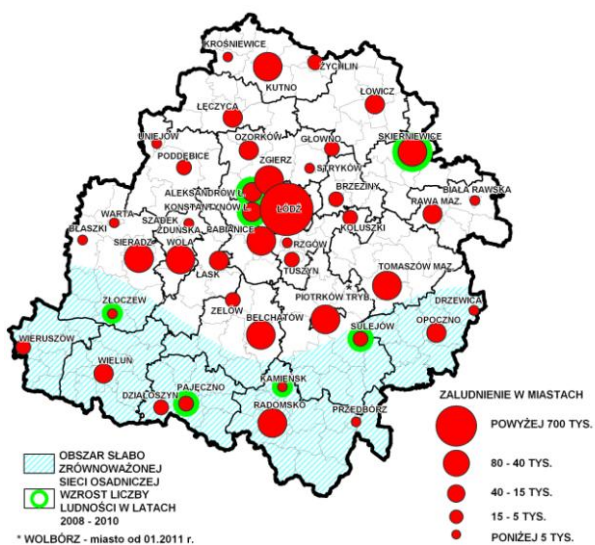 KROŚNIEWICE
ŻYCHLIN
KUTNO
ŁOWICZ
ŁĘCZYCA
UNIEJÓW
OZORKÓW
GŁOWNO
SKIERNIEWICE
PODDĘBICE
ZGIERZ
STRYKÓW
ALEKSANDRÓW Ł.
BRZEZINY
BIAŁA RAWSKA
WARTA
KONSTANTYNÓW Ł.
ŁÓDŹ
RAWA MAZ.
SZADEK
BŁASZKI
ZDUŃSKA
WOLA
PABIANICE
KOLUSZKI
SIERADZ
RZGÓW
ŁASK
TUSZYN
TOMASZÓW MAZ.
*
ZŁOCZEW
ZELÓW
PIOTRKÓW TRYB.
DRZEWICA
BEŁCHATÓW
SULEJÓW
OPOCZNO
WIERUSZÓW
WIELUŃ
KAMIEŃSK
PAJĘCZNO
DZIAŁOSZYN
RADOMSKO
PRZEDBÓRZ
ZALUDNIENIE W MIASTACH
POWYŻEJ 700 TYS.
80 - 40 TYS.
40 - 15 TYS.
15 - 5 TYS.
PONIŻEJ 5 TYS.
OBSZAR SŁABO
ZRÓWNOWAŻONEJ
SIECI OSADNICZEJ
WZROST LICZBY
LUDNOŚCI W LATACH
2008 - 2010
* WOLBÓRZ - miasto od 01.2011 r.